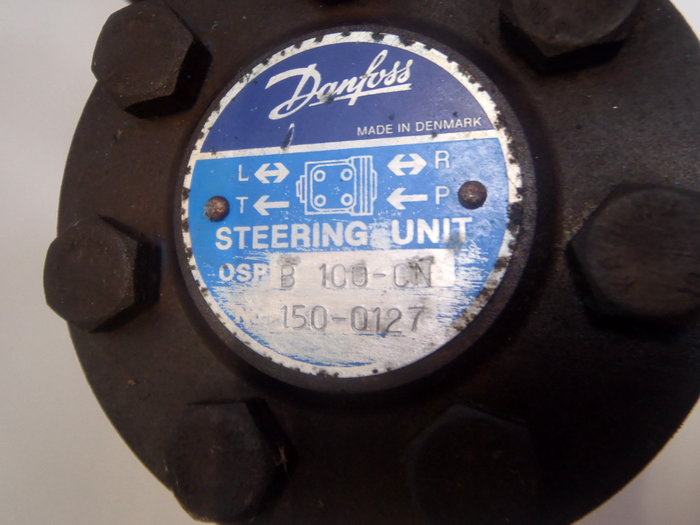 Danfoss
MADE IN DENMARK
L R
T P
STEERING UNIT
OSP B 100-ON
150-0127